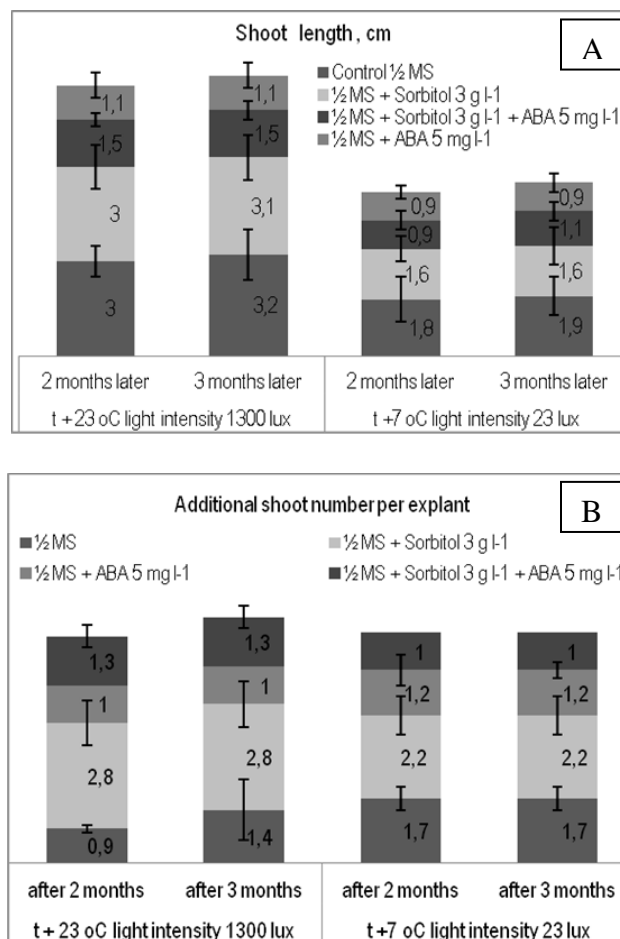 Shoot length, cm
A
Control ½ MS
½ MS + Sorbitol 3 g l-1
½ MS + Sorbitol 3 g l-1 + ABA 5 mg l-1
½ MS + ABA 5 mg l-1
1,1
1,1
1,5
1,5
3
3,1
3
3,2
0,9
0,9
0,9
1,1
1,6
1,6
1,8
1,9
2 months later 3 months later 2 months later 3 months later
t + 23 oC light intensity 1300 lux t +7 oC light intensity 23 lux
Additional shoot number per explant
B
½ MS ½ MS + Sorbitol 3 g l-1
½ MS + ABA 5 mg l-1 ½ MS + Sorbitol 3 g l-1 + ABA 5 mg l-1
1,3 1,3 1 1
1 1 1,2 1,2
2,8 2,8 2,2 2,2
0,9 1,4 1,7 1,7
after 2 months after 3 months after 2 months after 3 months
t + 23 oC light intensity 1300 lux t +7 oC light intensity 23 lux